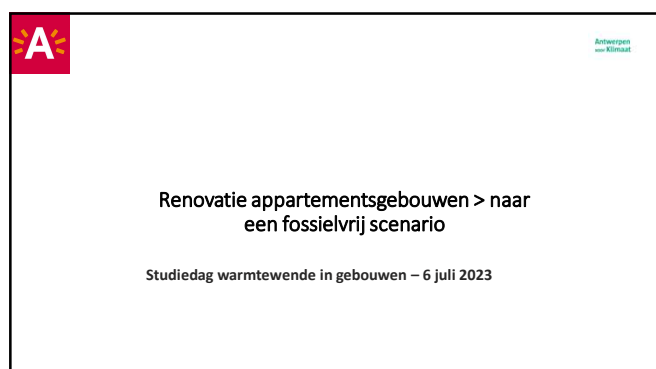 A
Antwerpen
voor Klimaat
Renovatie appartementsgebouwen > naar
een fossielvrij scenario
Studiedag warmtewende in gebouwen – 6 juli 2023